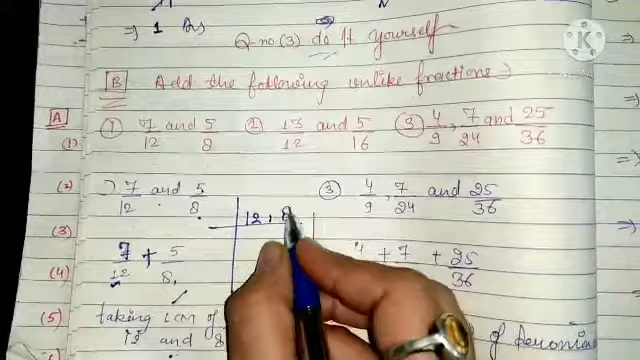 ⇒ 1 Ans
Q no (3) do it yourself
B Add the following unlike fractions →
A
(1) ① 7/12 and 5/8 ② 13/12 and 5/16 ③ 4/9, 7/24 and 25/36
(2) ) 7/12 and 5/8 ③ 4/9, 7/24 and 25/36
(3) 12, 8
(4) 7/12 + 5/8 + 7 + 25/36
(5) taking LCM of of
and 8
K
KINEMASTER